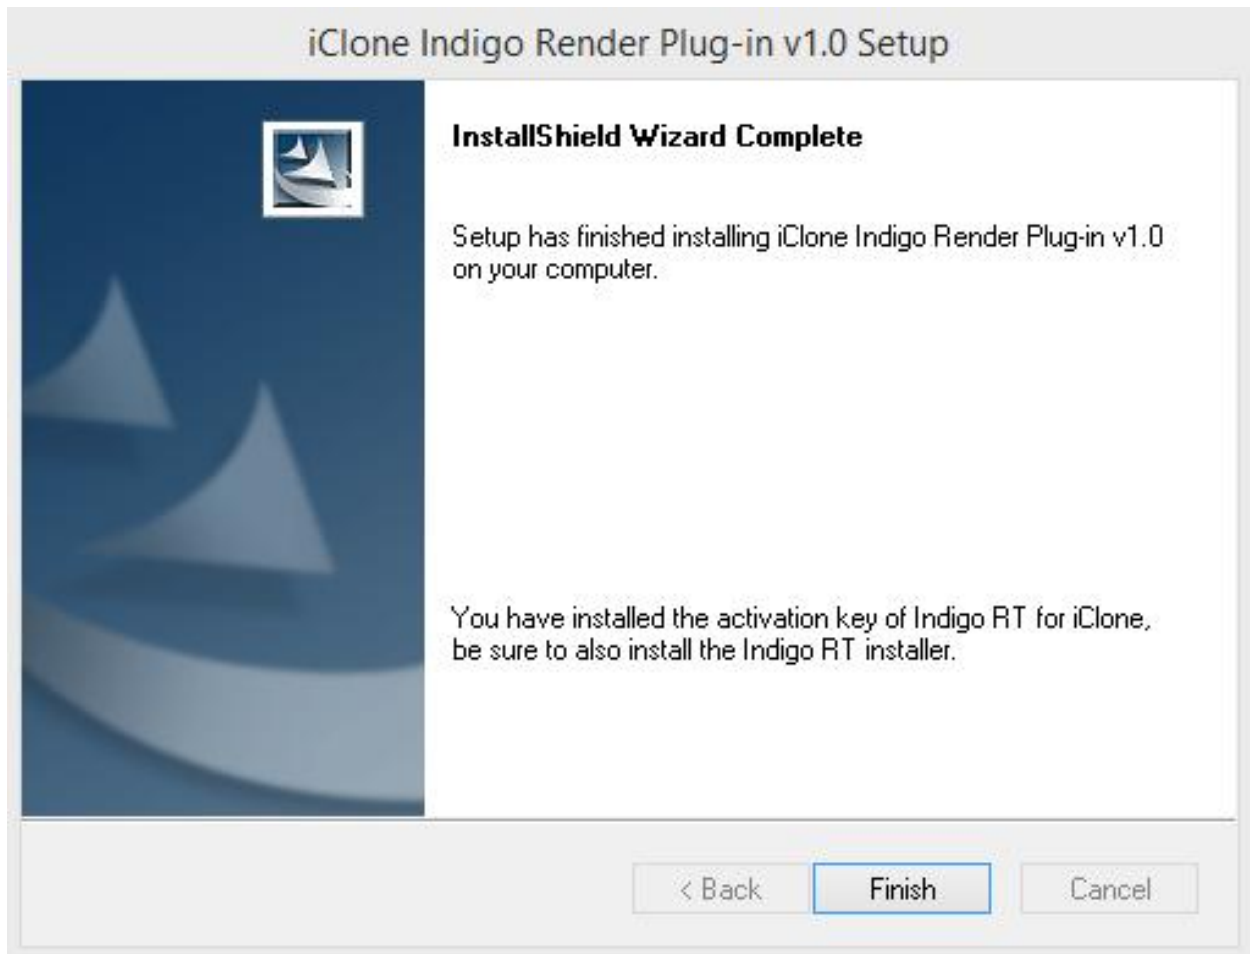 iClone Indigo Render Plug-in v1.0 Setup
InstallShield Wizard Complete
Setup has finished installing iClone Indigo Render Plug-in v1.0
on your computer.
You have installed the activation key of Indigo RT for iClone,
be sure to also install the Indigo RT installer.
< Back
Finish
Cancel